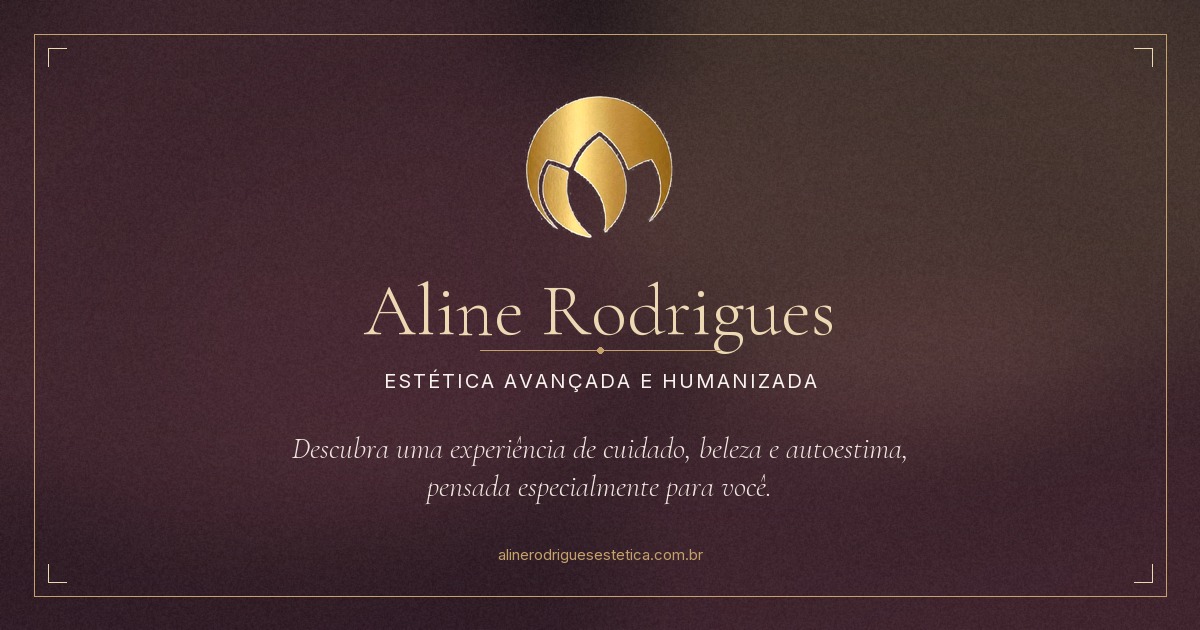 Aline Rodrigues
ESTÉTICA AVANÇADA E HUMANIZADA
Descubra uma experiência de cuidado, beleza e autoestima,
pensada especialmente para você.
alinerodriguesestetica.com.br